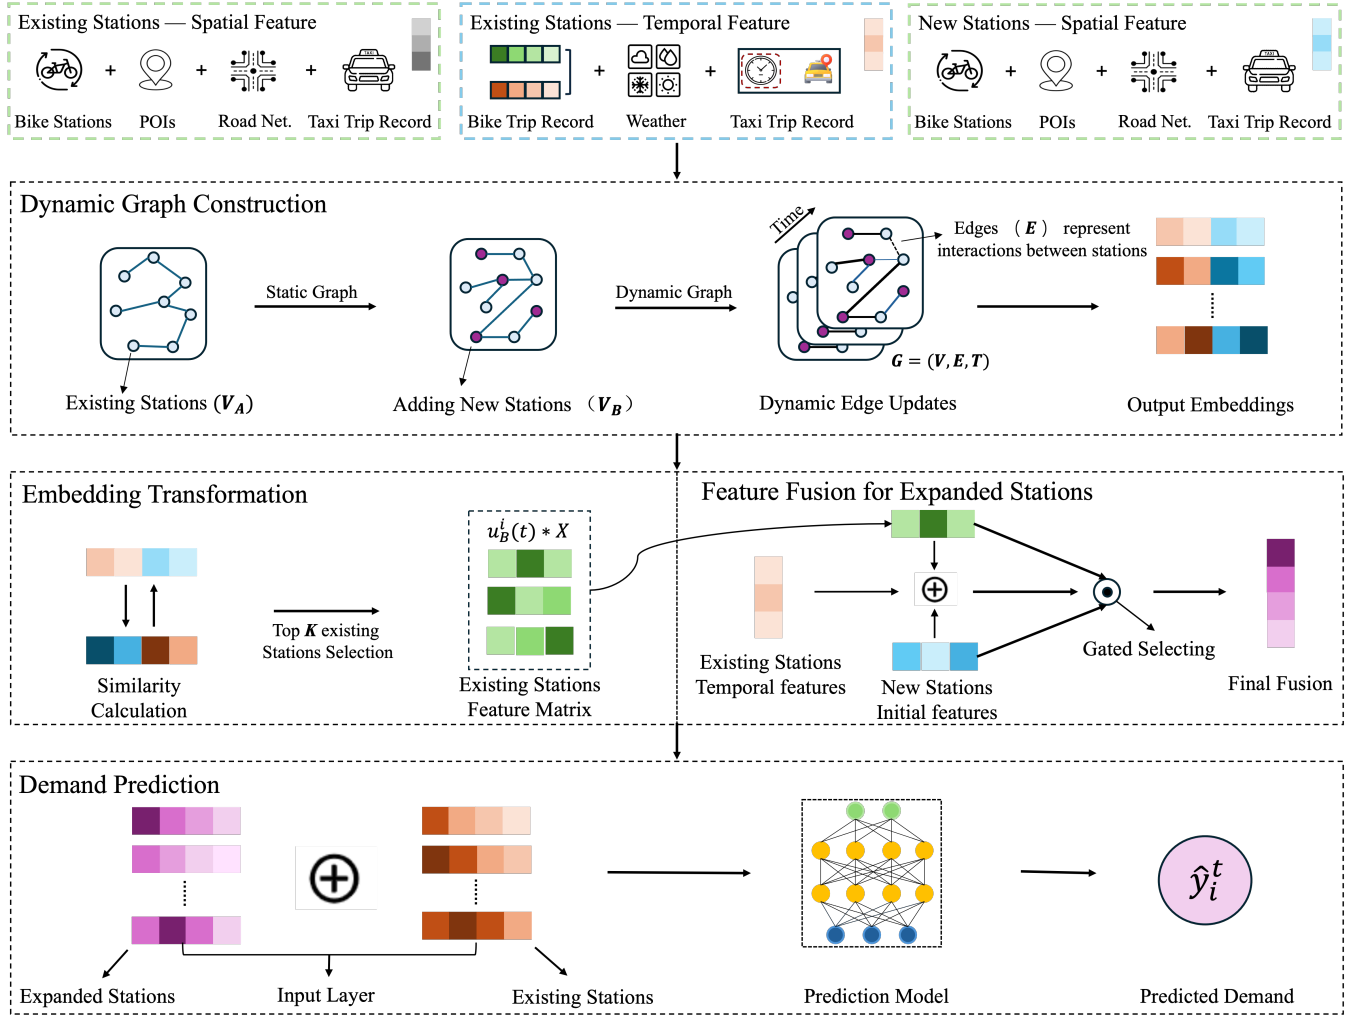 Existing Stations — Spatial Feature
Bike Stations
+
POIs
+
Road Net.
+
TAXI
Taxi Trip Record
Existing Stations — Temporal Feature
Bike Trip Record
+
Weather
+
Taxi Trip Record
New Stations — Spatial Feature
Bike Stations
+
POIs
+
Road Net.
+
TAXI
Taxi Trip Record
Dynamic Graph Construction
Existing Stations (V_A)
Static Graph
Adding New Stations （V_B）
Dynamic Graph
Time
Edges （E） represent
interactions between stations
G = (V, E, T)
Dynamic Edge Updates
Output Embeddings
Embedding Transformation
Similarity
Calculation
Top K existing
Stations Selection
u_B^i(t) * X
Existing Stations
Feature Matrix
Feature Fusion for Expanded Stations
Existing Stations
Temporal features
New Stations
Initial features
Gated Selecting
Final Fusion
Demand Prediction
Expanded Stations
Input Layer
Existing Stations
Prediction Model
ŷ_i^t
Predicted Demand